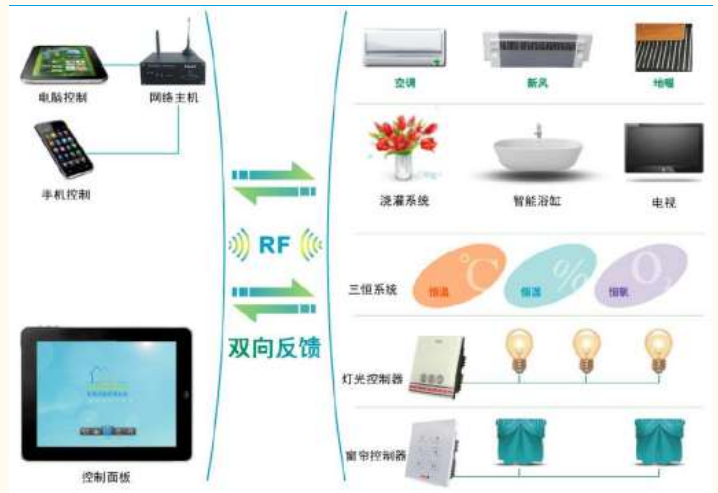 电脑控制
网络主机
手机控制
控制面板
RF
双向反馈
空调
新风
地暖
浇灌系统
智能浴缸
电视
三恒系统
℃
恒温
%
恒湿
O₂
恒氧
灯光控制器
窗帘控制器